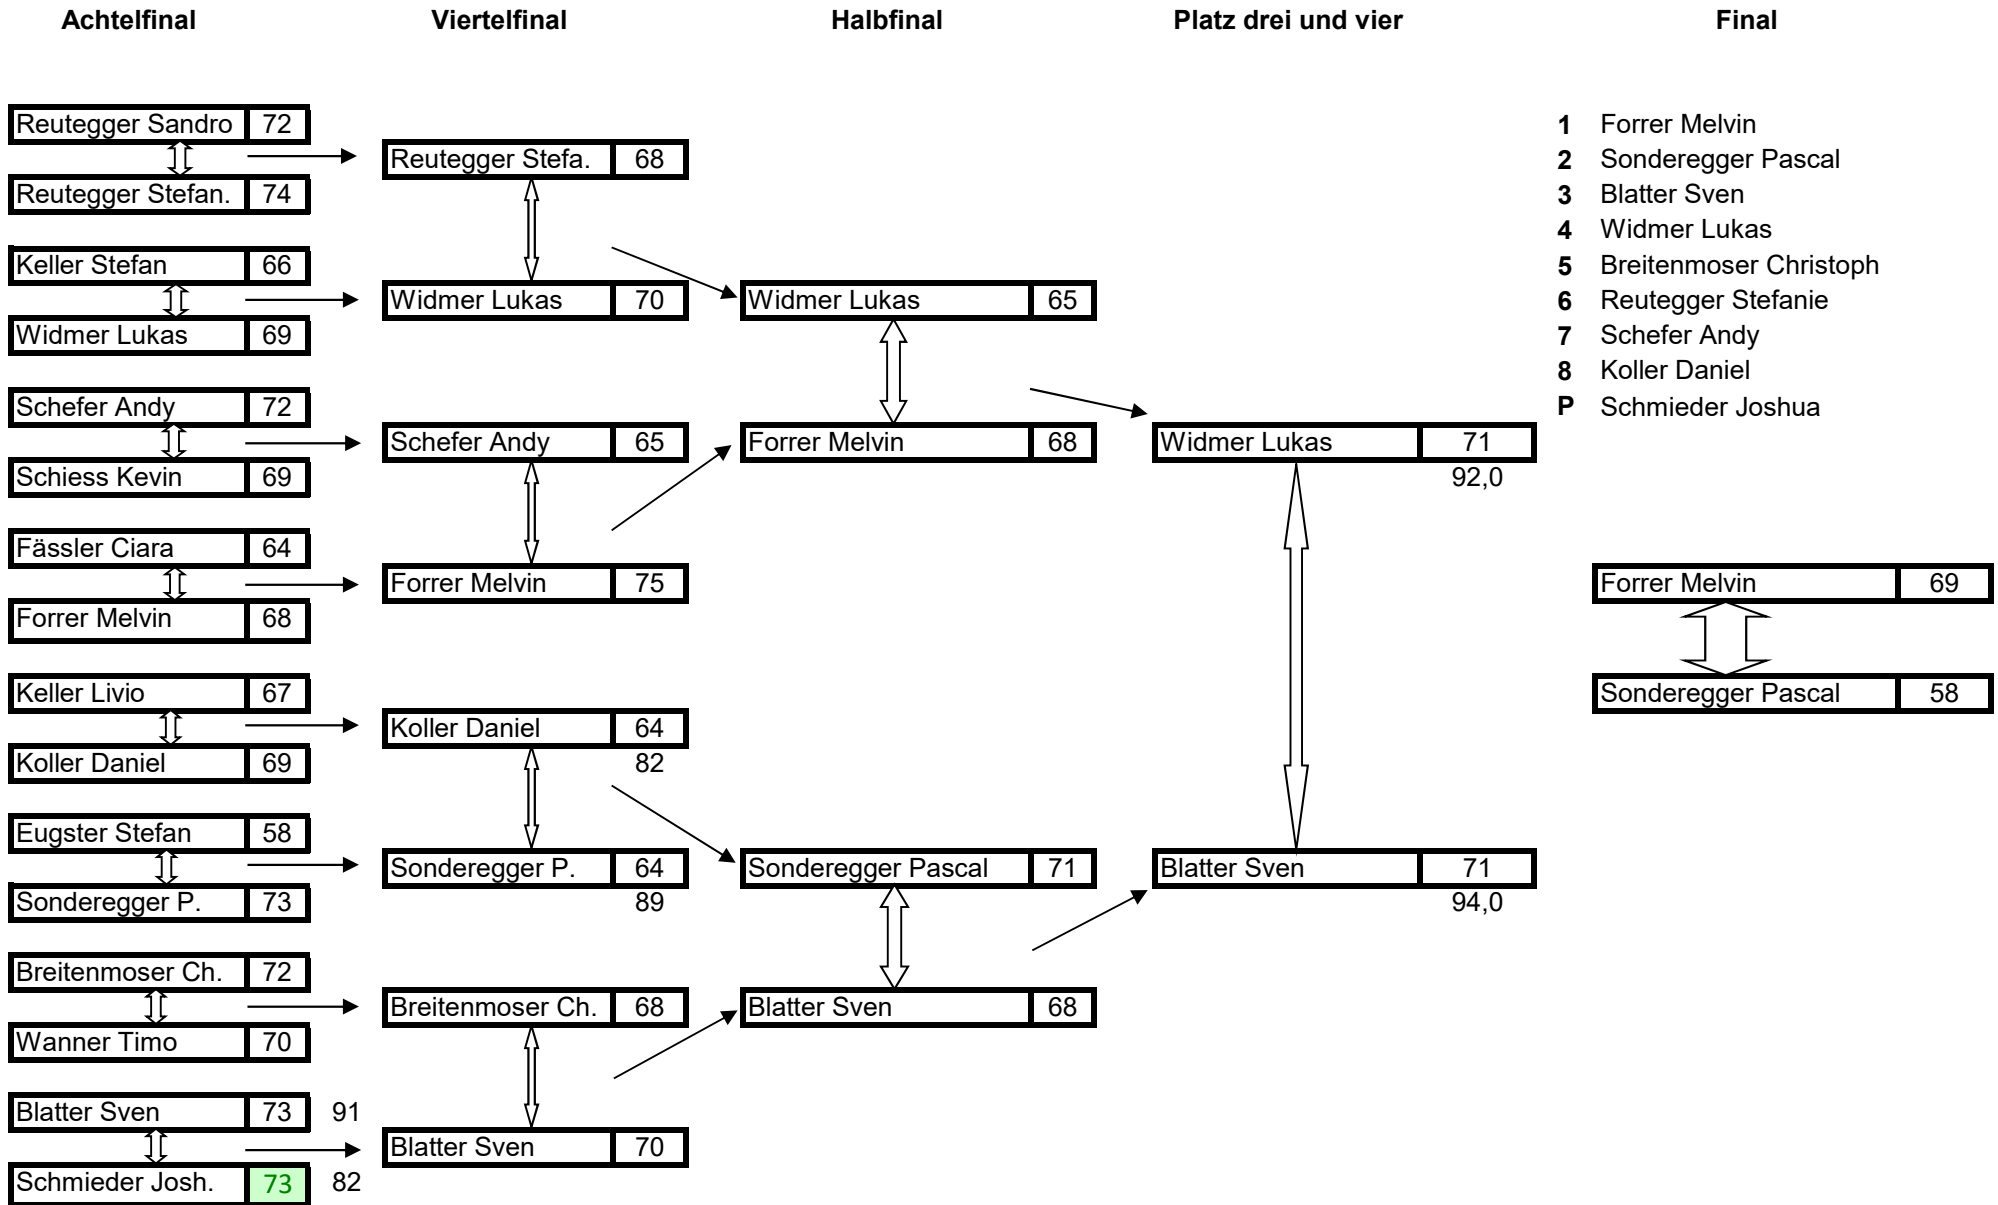 Achtelfinal Viertelfinal Halbfinal Platz drei und vier Final
Reutegger Sandro 72
Reutegger Stefan. 74
Keller Stefan 66
Widmer Lukas 69
Schefer Andy 72
Schiess Kevin 69
Fässler Ciara 64
Forrer Melvin 68
Keller Livio 67
Koller Daniel 69
Eugster Stefan 58
Sonderegger P. 73
Breitenmoser Ch. 72
Wanner Timo 70
Blatter Sven 73 91
Schmieder Josh. 73 82
Reutegger Stefa. 68
Widmer Lukas 70
Schefer Andy 65
Forrer Melvin 75
Koller Daniel 64
82
Sonderegger P. 64
89
Breitenmoser Ch. 68
Blatter Sven 70
Widmer Lukas 65
Forrer Melvin 68
Sonderegger Pascal 71
Blatter Sven 68
Widmer Lukas 71
92,0
Blatter Sven 71
94,0
1 Forrer Melvin
2 Sonderegger Pascal
3 Blatter Sven
4 Widmer Lukas
5 Breitenmoser Christoph
6 Reutegger Stefanie
7 Schefer Andy
8 Koller Daniel
P Schmieder Joshua
Forrer Melvin 69
Sonderegger Pascal 58